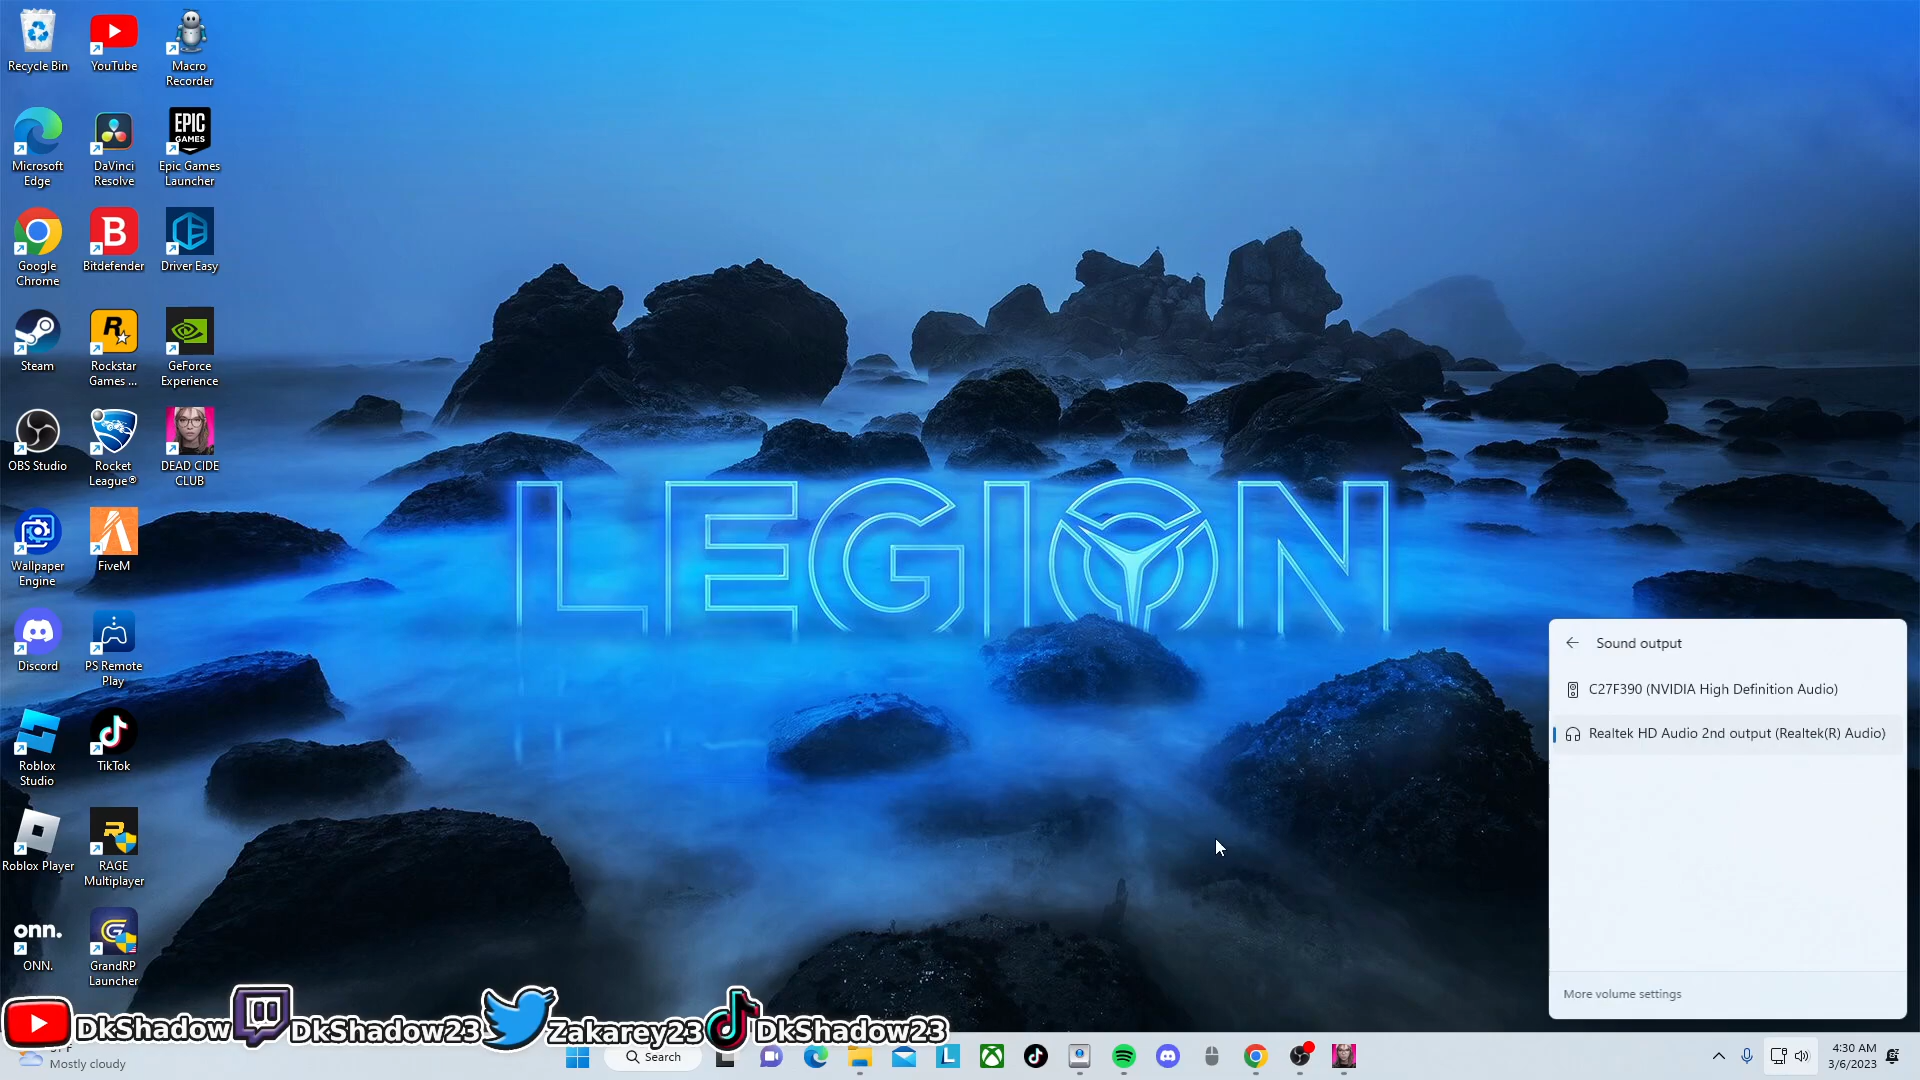 Recycle Bin
YouTube
Macro
Recorder
Microsoft
Edge
DaVinci
Resolve
EPIC
GAMES
Epic Games
Launcher
Google
Chrome
B
Bitdefender
Driver Easy
Steam
R
Rockstar
Games ...
GeForce
Experience
OBS Studio
Rocket
League®
DEAD CIDE
CLUB
Wallpaper
Engine
FiveM
Discord
PS Remote
Play
Roblox
Studio
TikTok
Roblox Player
RAGE
Multiplayer
onn.
ONN.
GrandRP
Launcher
LEGION
Sound output
C27F390 (NVIDIA High Definition Audio)
Realtek HD Audio 2nd output (Realtek(R) Audio)
More volume settings
DkShadow
DkShadow23
Zakarey23
DkShadow23
Mostly cloudy
Search
L
4:30 AM
3/6/2023